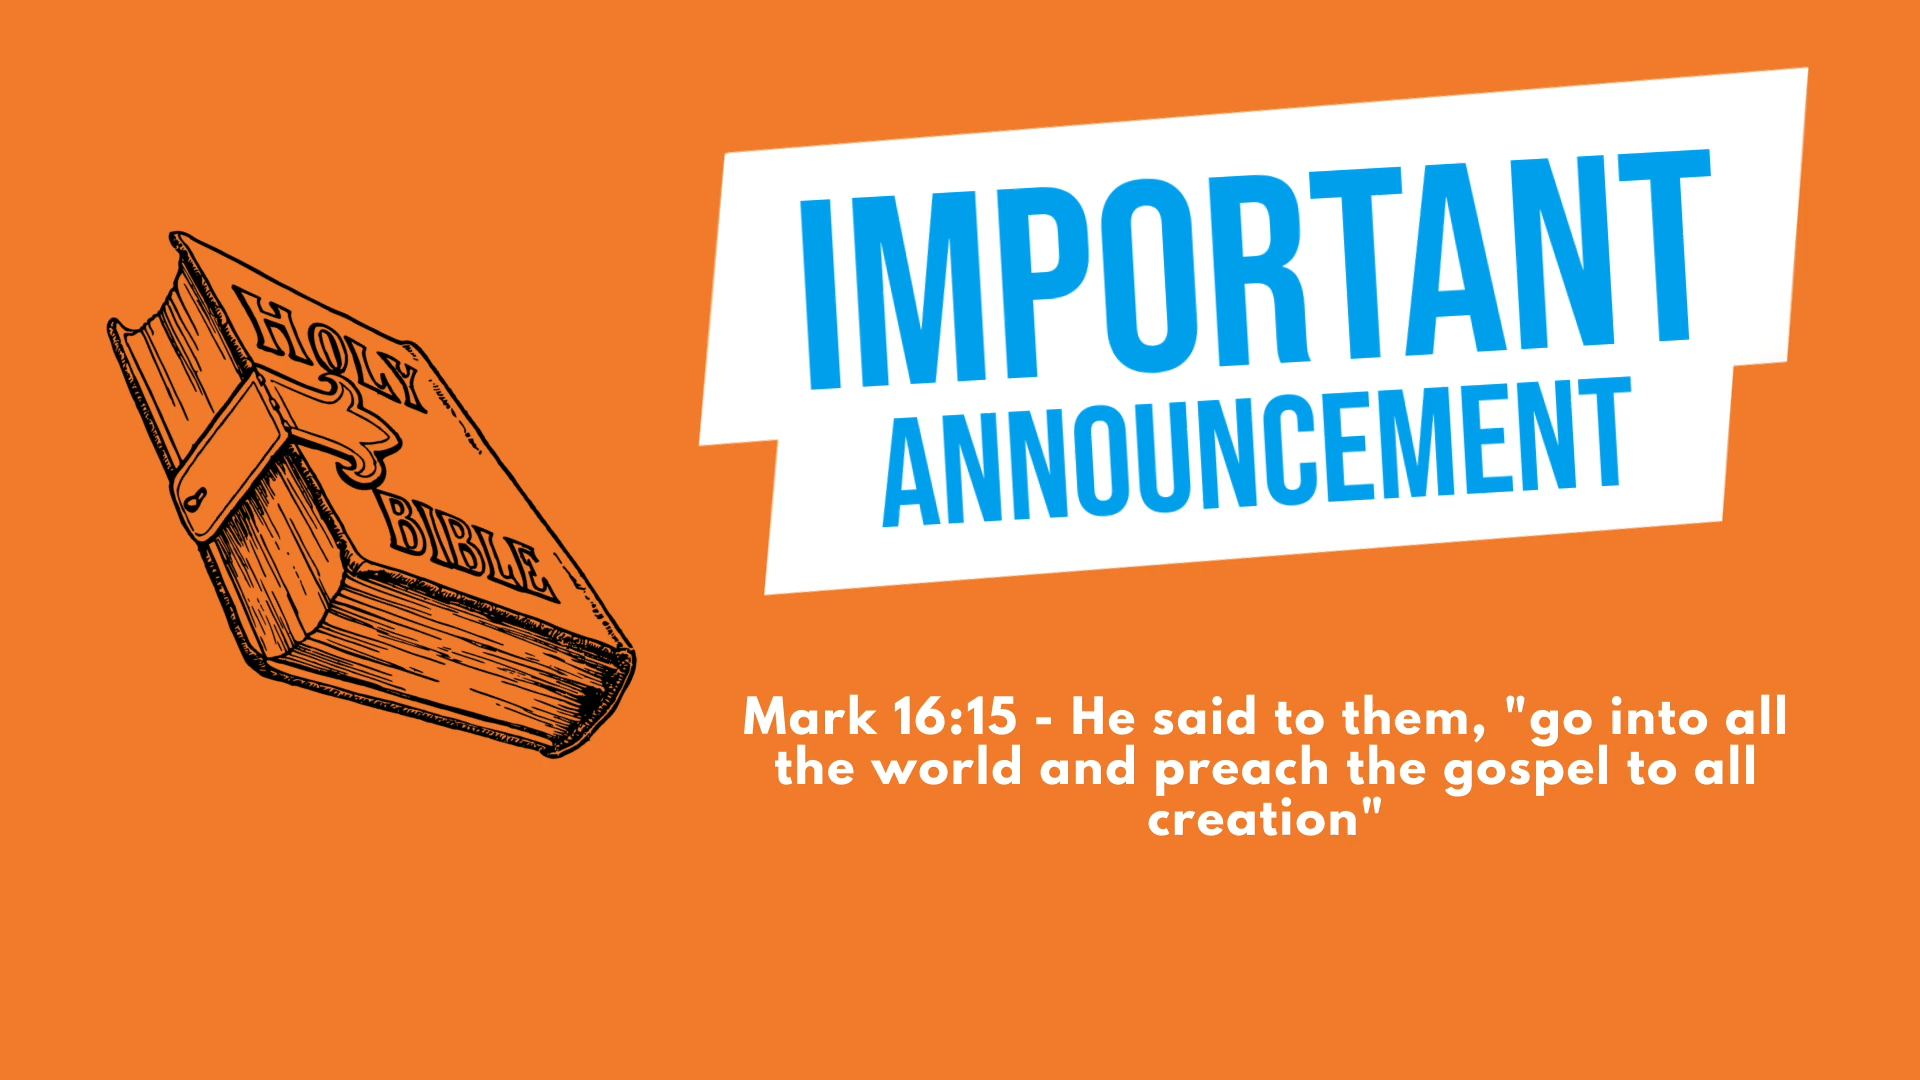 HOLY
BIBLE
IMPORTANT
ANNOUNCEMENT
Mark 16:15 - He said to them, "go into all
the world and preach the gospel to all
creation"